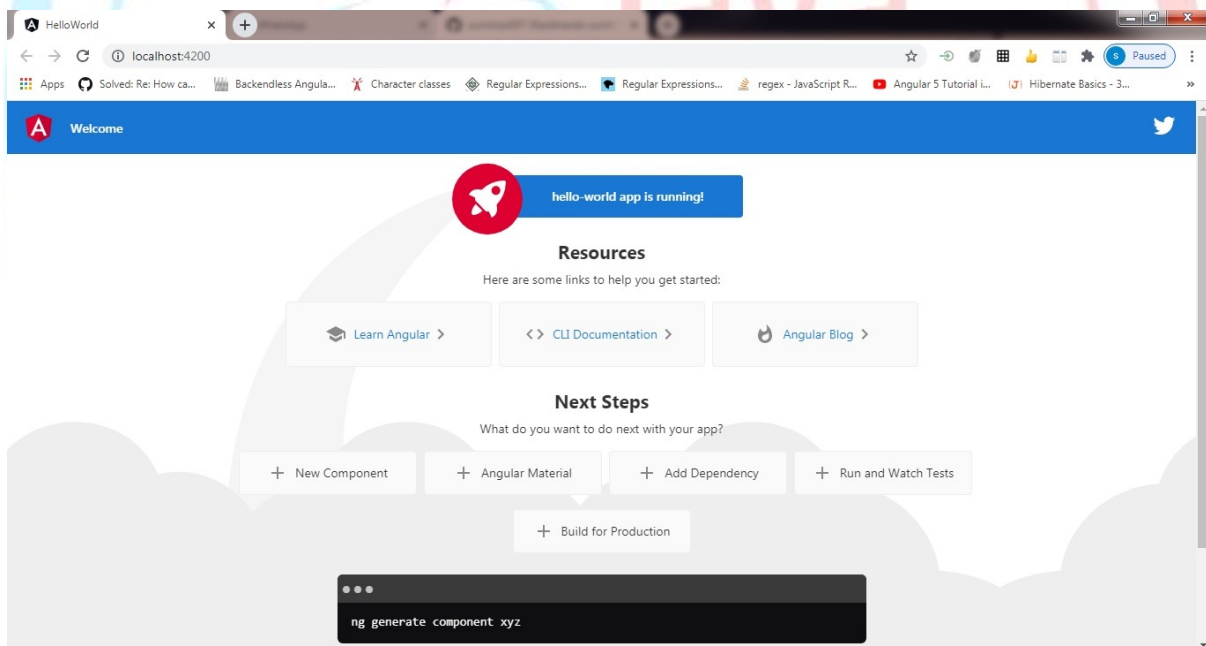 HelloWorld
localhost:4200
Paused
Apps
Solved: Re: How ca...
Backendless Angula...
Character classes
Regular Expressions...
Regular Expressions...
regex - JavaScript R...
Angular 5 Tutorial i...
Hibernate Basics - 3...
Welcome
hello-world app is running!
Resources
Here are some links to help you get started:
Learn Angular
CLI Documentation
Angular Blog
Next Steps
What do you want to do next with your app?
New Component
Angular Material
Add Dependency
Run and Watch Tests
Build for Production
ng generate component xyz